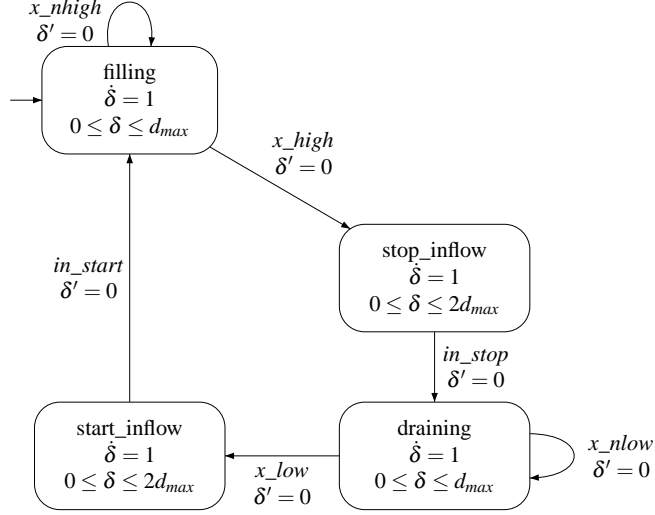 x_nhigh
δ′ = 0
filling
δ̇ = 1
0 ≤ δ ≤ d_max
x_high
δ′ = 0
stop_inflow
δ̇ = 1
0 ≤ δ ≤ 2d_max
in_start
δ′ = 0
in_stop
δ′ = 0
start_inflow
δ̇ = 1
0 ≤ δ ≤ 2d_max
x_low
δ′ = 0
draining
δ̇ = 1
0 ≤ δ ≤ d_max
x_nlow
δ′ = 0